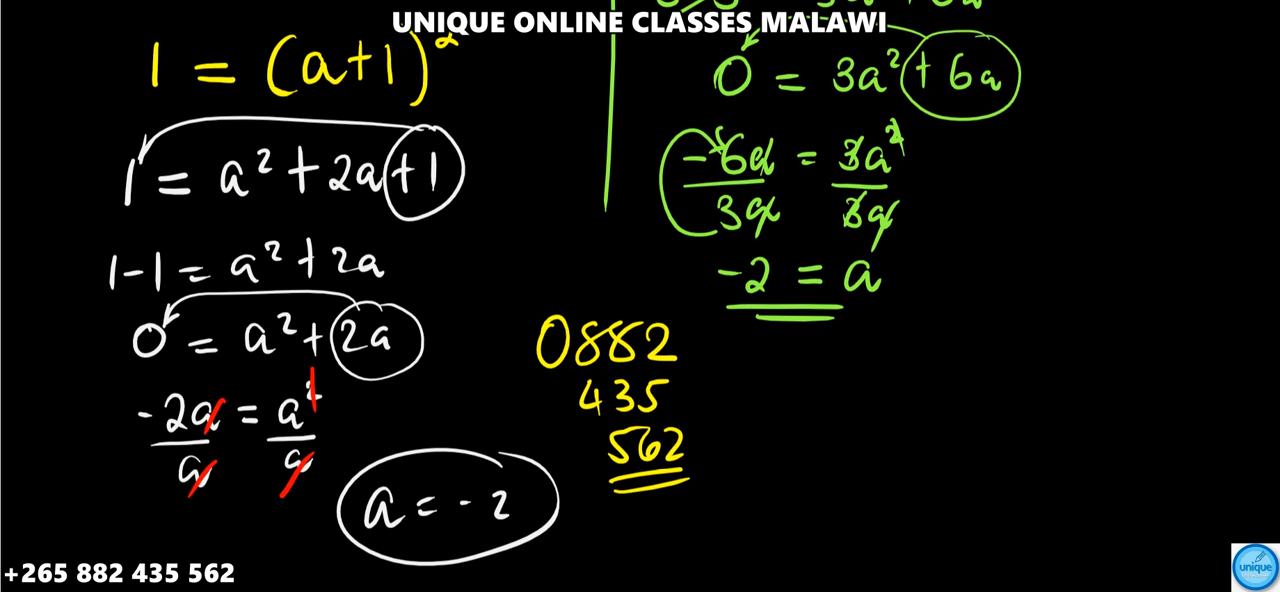 UNIQUE ONLINE CLASSES MALAWI
1 = (a+1)²
1 = a² + 2a + 1
1-1 = a² + 2a
0 = a² + 2a
-2a/a = a²/a
a = -2
0 = 3a² + 6a
-6a/3a = 3a²/3a
-2 = a
0882
435
562
+265 882 435 562
unique